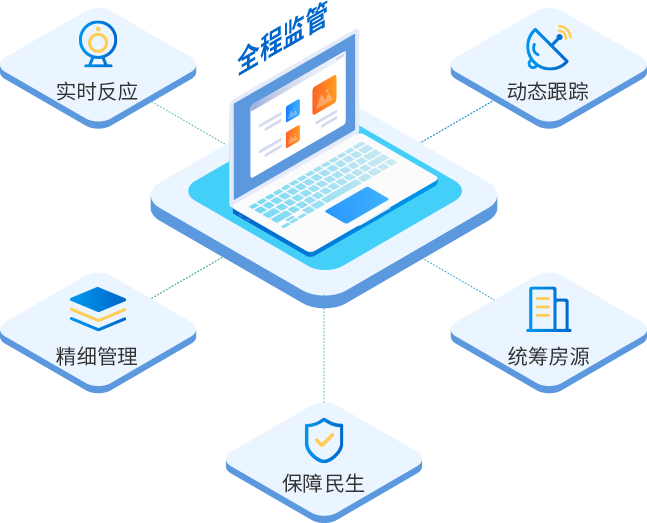 全程监管
实时反应
动态跟踪
精细管理
统筹房源
保障民生